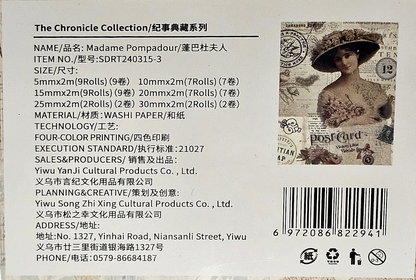 The Chronicle Collection/纪事典藏系列
NAME/品名: Madame Pompadour/蓬巴杜夫人
ITEM NO./型号:SDRT240315-3
SIZE/尺寸:
5mmx2m(9Rolls)(9卷) 10mmx2m(7Rolls)(7卷)
15mmx2m(9Rolls)(9卷) 20mmx2m(7Rolls)(7卷)
25mmx2m(2Rolls)(2卷) 30mmx2m(2Rolls)(2卷)
MATERIAL/材质:WASHI PAPER/和纸
TECHNOLOGY/工艺:
FOUR-COLOR PRINTING/四色印刷
EXECUTION STANDARD/执行标准:21027
SALES&PRODUCERS/ 销售及出品:
Yiwu YanJi Cultural Products Co., Ltd.
义乌市言纪文化用品有限公司
PLANNING&CREATIVE/策划及创意:
Yiwu Song Zhi Xing Cultural Products Co., Ltd.
义乌市松之幸文化用品有限公司
ADDRESS/地址:
地址:No. 1327, Yinhai Road, Niansanli Street, Yiwu
义乌市廿三里街道银海路1327号
PHONE/电话:0579-86684187
12
PostCard
6 972086 822941